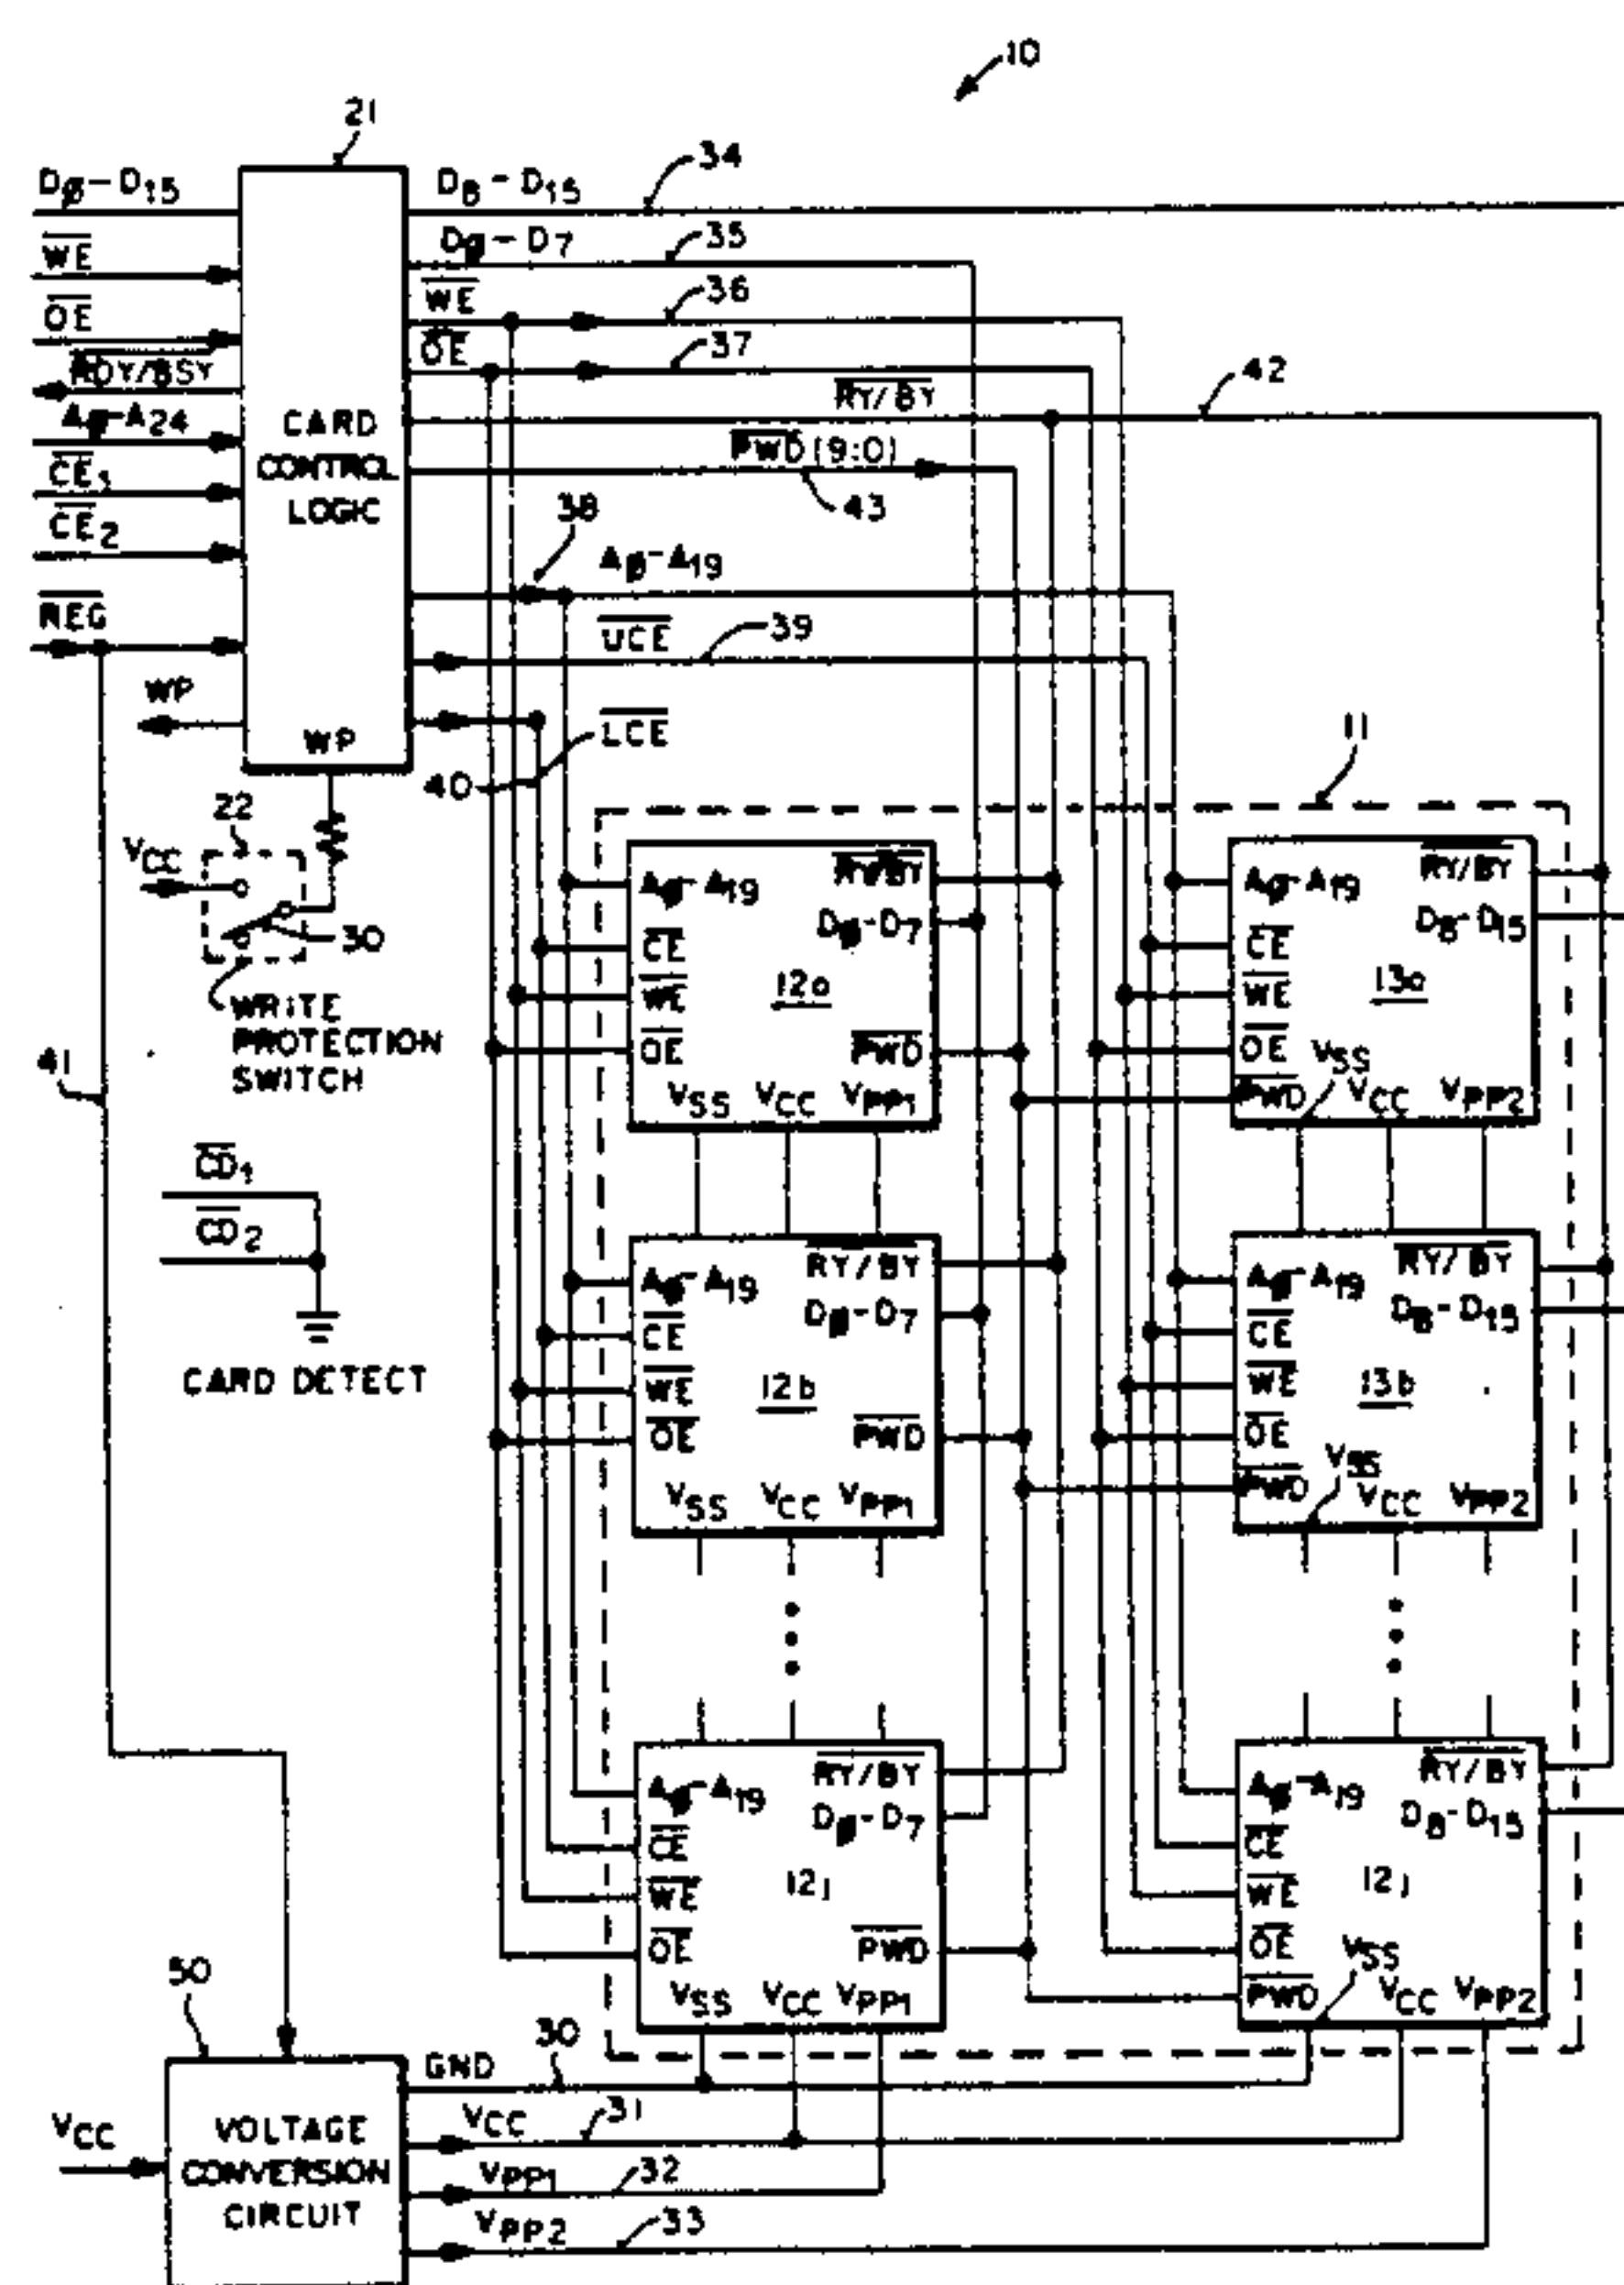 10
21
D0-D15
WE
OE
RDY/BSY
A0-A24
CE1
CE2
REG
WP
CARD
CONTROL
LOGIC
WP
D8-D15
34
D0-D7
35
WE
36
OE
37
RY/BY
42
PWD(9:0)
43
38
A0-A19
UCE
39
LCE
40
11
22
VCC
30
WRITE
PROTECTION
SWITCH
41
CD1
CD2
CARD DETECT
A0-A19
RY/BY
CE
D0-D7
WE
12a
OE
PWD
VSS VCC VPP1
A0-A19
RY/BY
CE
D8-D15
WE
13a
OE
VSS
PWD
VCC VPP2
A0-A19
RY/BY
CE
D0-D7
WE
12b
OE
PWD
VSS VCC VPP1
A0-A19
RY/BY
CE
D8-D15
WE
13b
OE
VSS
PWD
VCC VPP2
A0-A19
RY/BY
CE
D0-D7
WE
12j
OE
PWD
VSS VCC VPP1
A0-A19
RY/BY
CE
D8-D15
WE
12j
OE
VSS
PWD
VCC VPP2
50
VCC
VOLTAGE
CONVERSION
CIRCUIT
GND
30
VCC
31
VPP1
32
VPP2
33